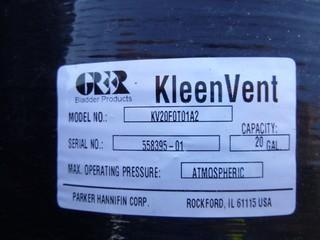 GREER KleenVent
Bladder Products
MODEL NO.: KV20F0T01A2
CAPACITY:
SERIAL NO.: 558395-01 20 GAL.
MAX. OPERATING PRESSURE: ATMOSPHERIC
PARKER HANNIFIN CORP. ROCKFORD, IL 61115 USA